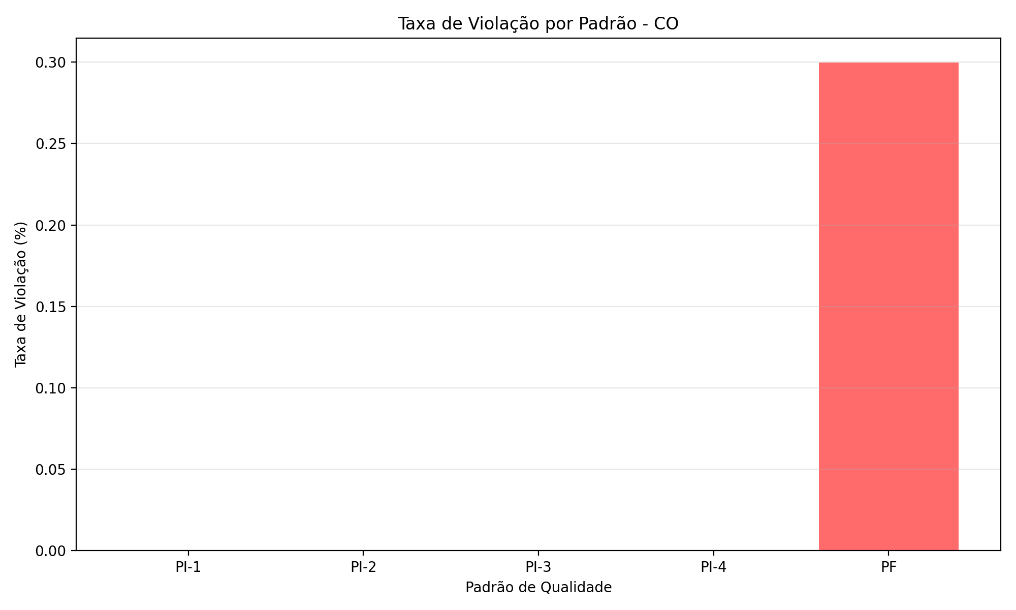 Taxa de Violação por Padrão - CO
Taxa de Violação (%)
0.30
0.25
0.20
0.15
0.10
0.05
0.00
PI-1 PI-2 PI-3 PI-4 PF
Padrão de Qualidade